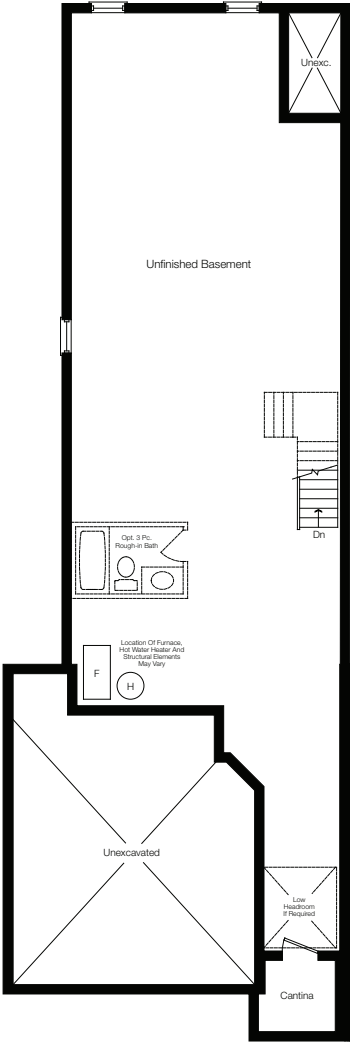 Unexc.
Unfinished Basement
Dn
Opt. 3 Pc.
Rough-in Bath
Location Of Furnace,
Hot Water Heater And
Structural Elements
May Vary
F
H
Unexcavated
Low
Headroom
If Required
Cantina